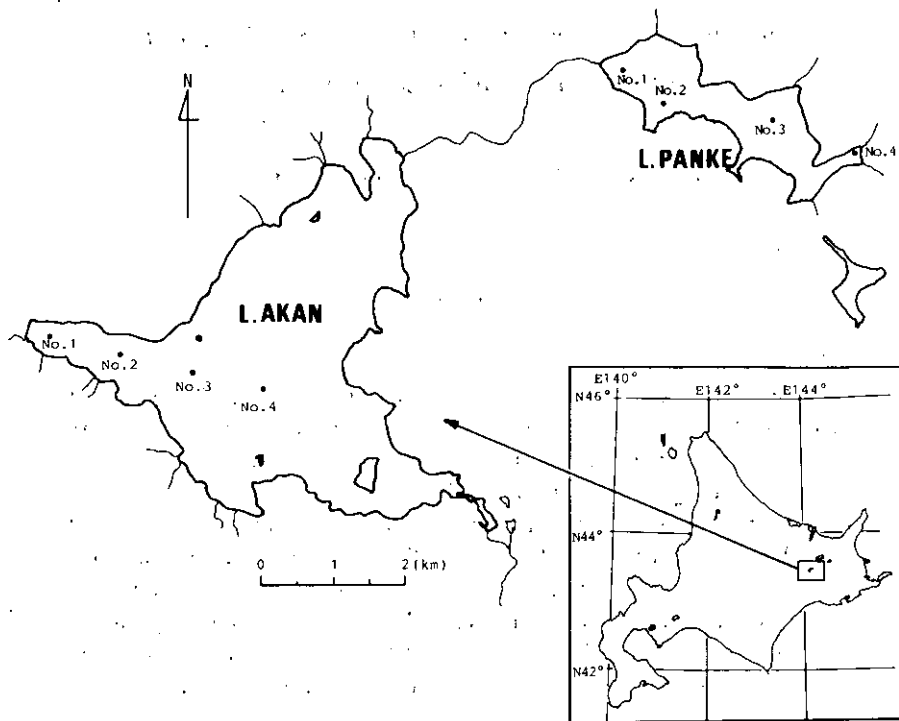 N
No.1
No.2
No.3
No.4
L.PANKE
L.AKAN
No.1
No.2
No.3
No.4
0 1 2(km)
E140° E142° E144°
N46°
N44°
N42°